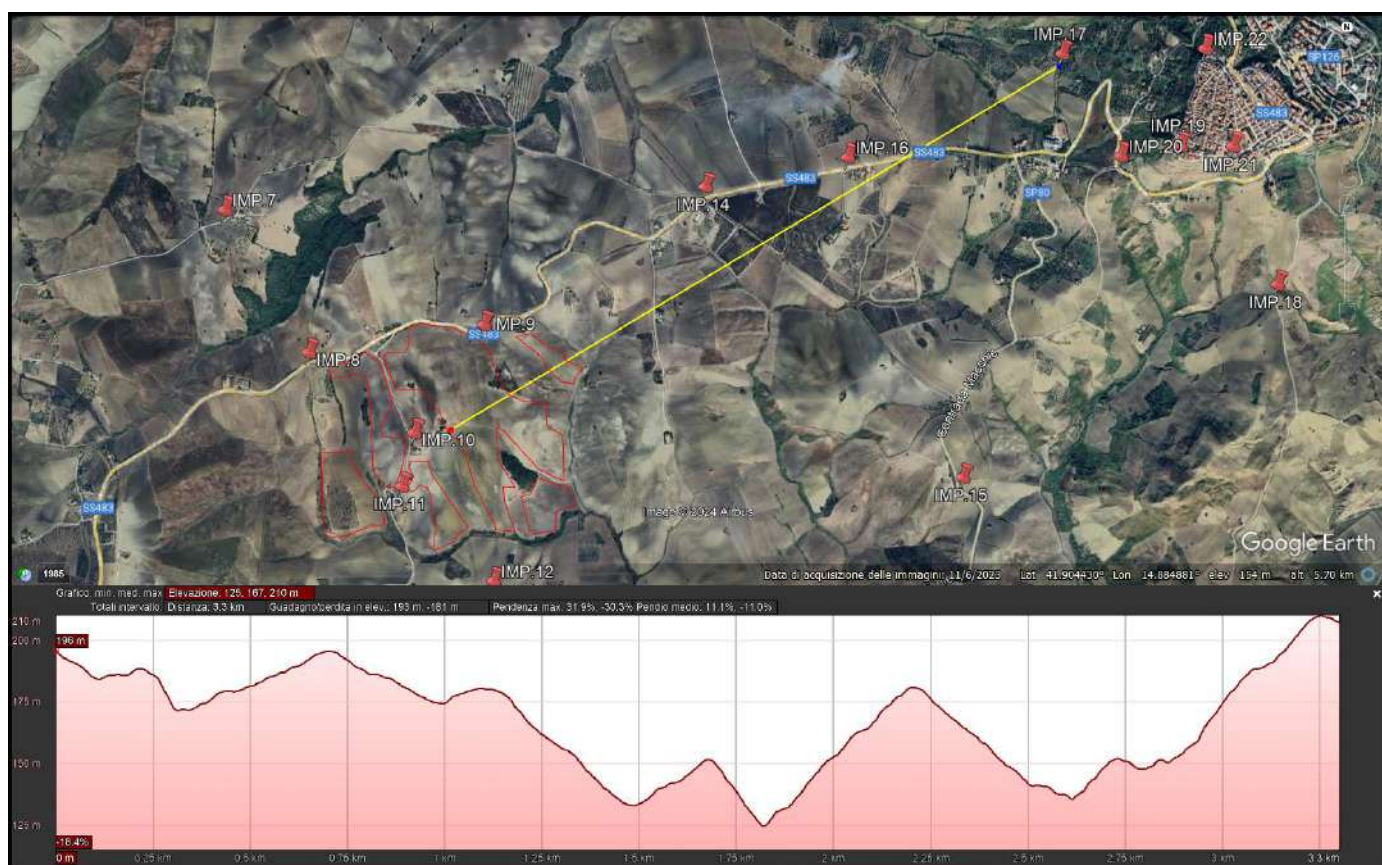 N
IMP.17
IMP.22
SP126
SS483
IMP.19
IMP.16
SS483
IMP.20
IMP.21
SS483
SP80
IMP.7
IMP.14
IMP.18
IMP.9
SS483
IMP.8
Contrada Masseria
IMP.10
IMP.11
IMP.15
SS483
Image © 2024 Airbus
Google Earth
IMP.12
1985
Data di acquisizione delle immagini: 11/6/2023 Lat 41.904430° Lon 14.884881° elev 154 m alt 5.70 km
Grafico: min, med, max Elevazione: 125, 167, 210 m
Totali intervallo: Distanza: 3.3 km Guadagno/perdita in elev.: 193 m, -181 m Pendenza max. 31.9%, -30.3% Pendio medio: 11.1%, -11.0%
210 m
200 m
196 m
175 m
150 m
125 m
-18.4%
0 m 0.25 km 0.5 km 0.75 km 1 km 1.25 km 1.5 km 1.75 km 2 km 2.25 km 2.5 km 2.75 km 3 km 3.3 km